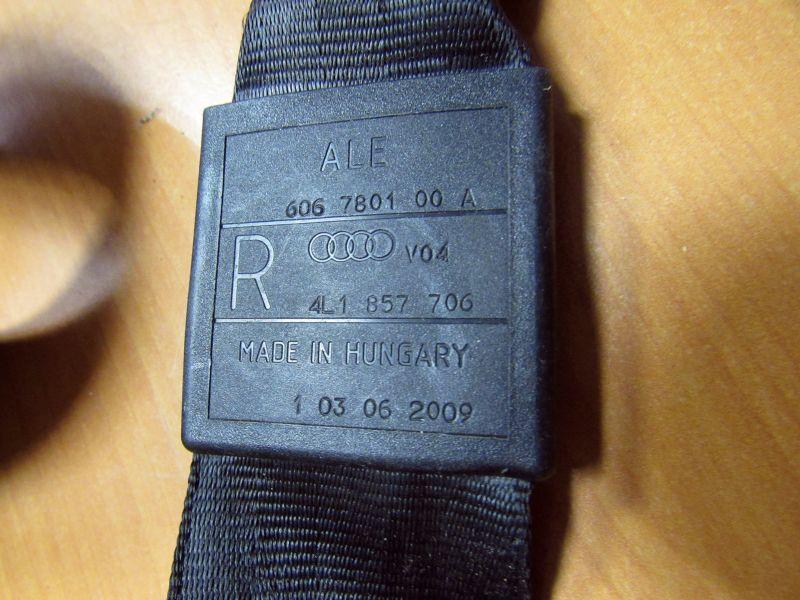 ALE
606 7801 00 A
R
V04
4L1 857 706
MADE IN HUNGARY
1 03 06 2009